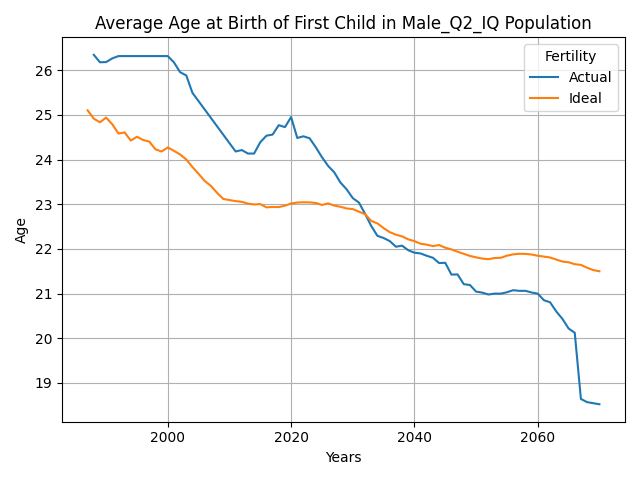 Average Age at Birth of First Child in Male_Q2_IQ Population
Fertility
Actual
Ideal
Age
26
25
24
23
22
21
20
19
2000
2020
2040
2060
Years